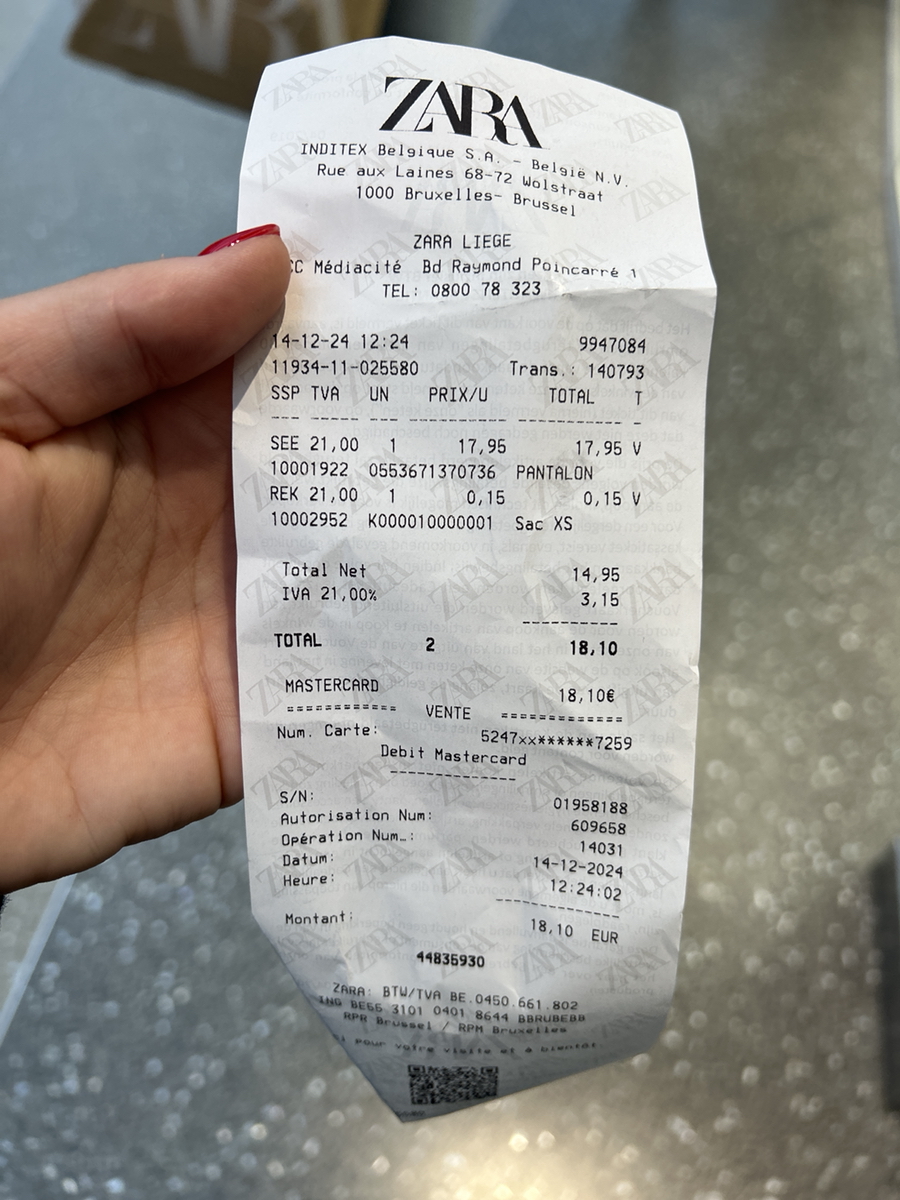 ZARA
INDITEX Belgique S.A. - België N.V.
Rue aux Laines 68-72 Wolstraat
1000 Bruxelles- Brussel
ZARA LIEGE
CC Médiacité Bd Raymond Poincarré 1
TEL: 0800 78 323
14-12-24 12:24 9947084
11934-11-025580 Trans.: 140793
SSP TVA UN PRIX/U TOTAL T
--- ----- --- -------- ---------- -
SEE 21,00 1 17,95 17,95 V
10001922 0553671370736 PANTALON
REK 21,00 1 0,15 0,15 V
10002952 K000010000001 Sac XS
Total Net 14,95
IVA 21,00% 3,15
----------
TOTAL 2 18,10
MASTERCARD 18,10€
============ VENTE =============
Num. Carte: 5247xx******7259
Debit Mastercard
-------------
S/N: 01958188
Autorisation Num: 609658
Opération Num_: 14031
Datum: 14-12-2024
Heure: 12:24:02
-------------
Montant: 18,10 EUR
44835930
ZARA: BTW/TVA BE.0450.661.802
ING BE55 3101 0401 8644 BBRUBEBB
RPR Brussel / RPM Bruxelles
pour votre visite et à bientôt.